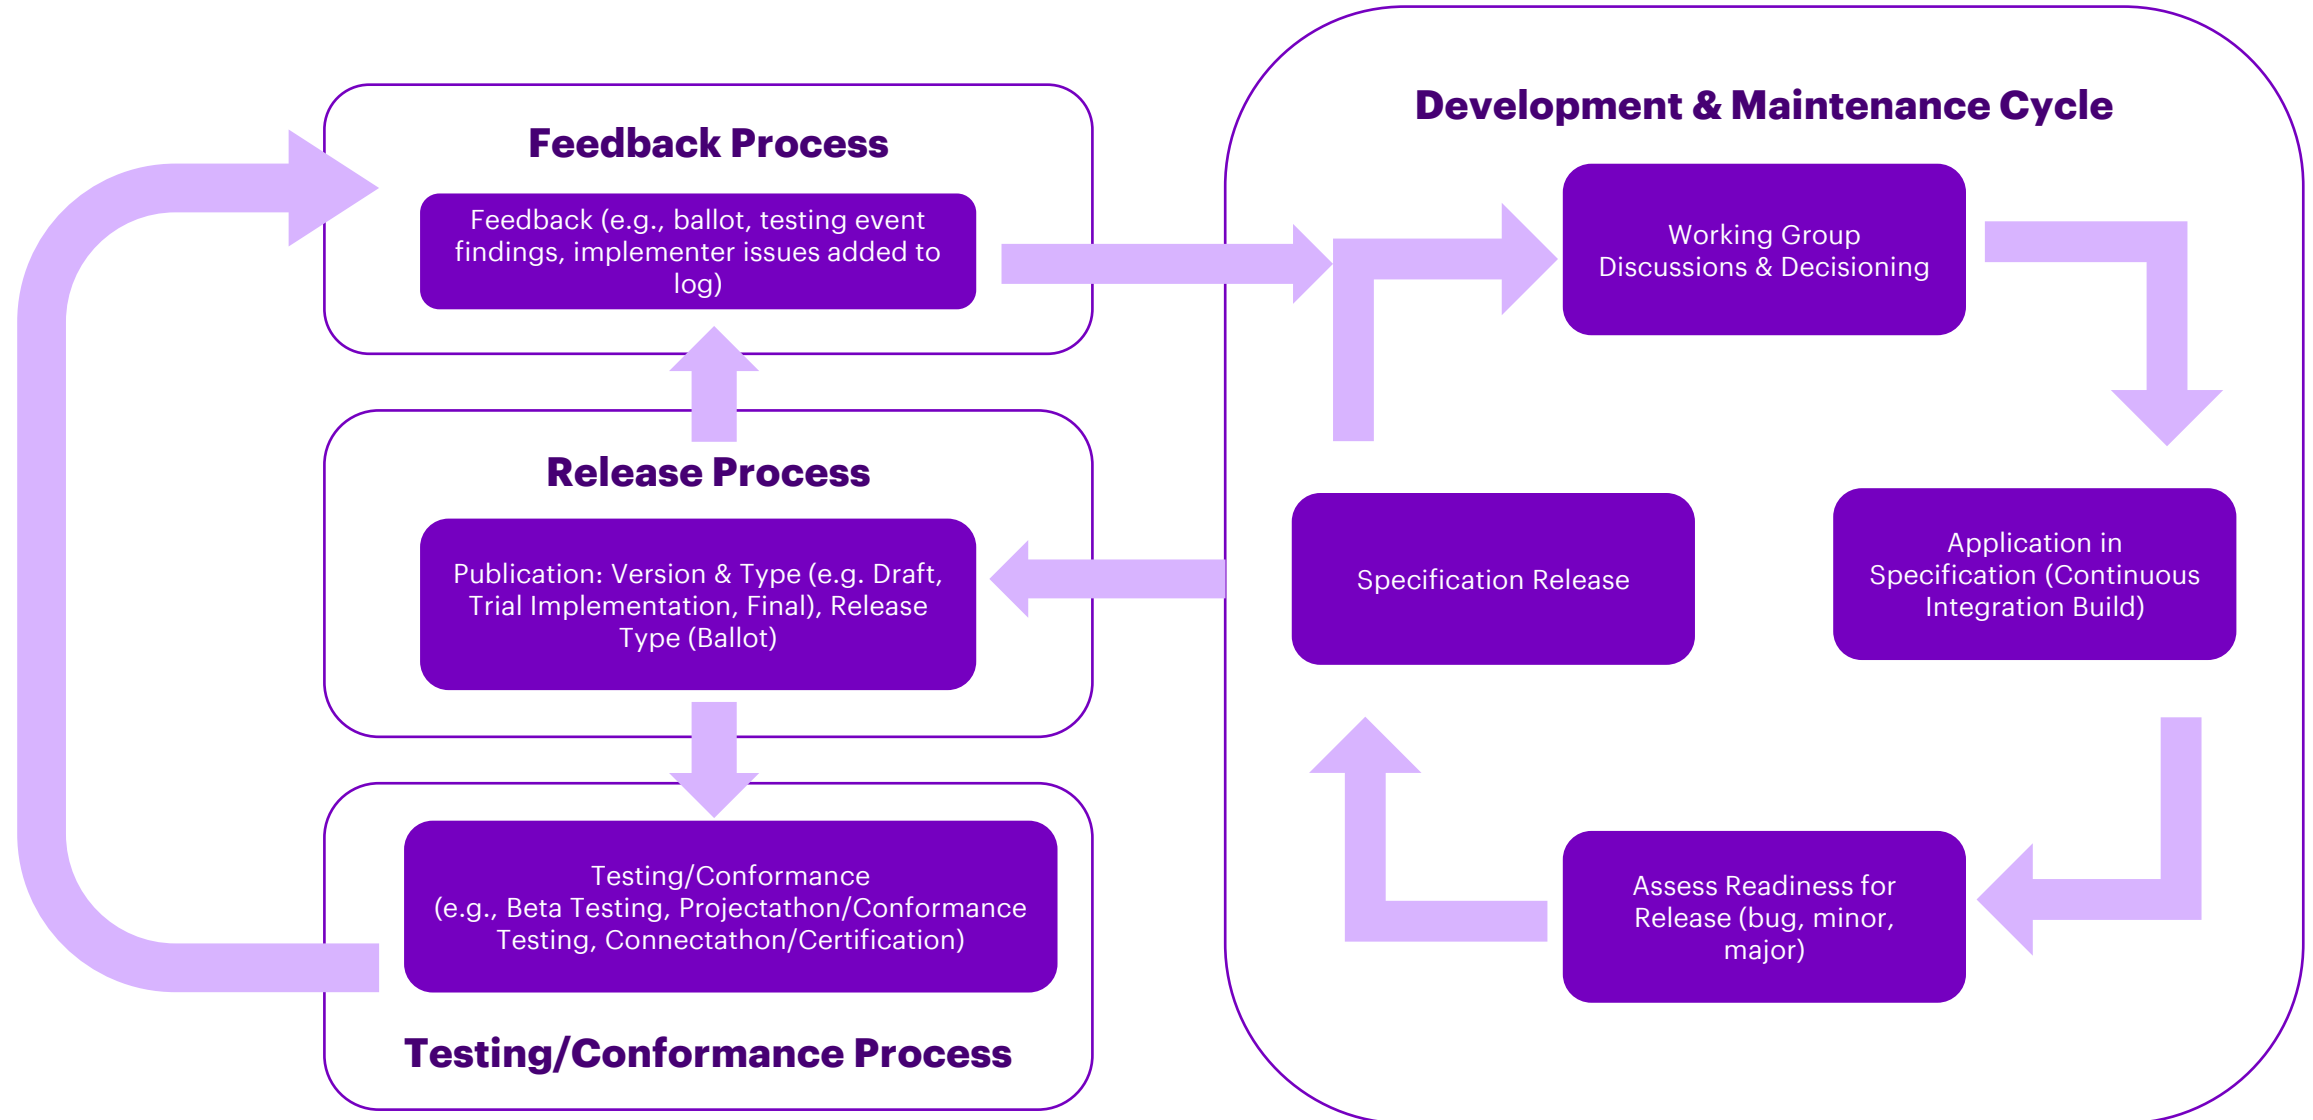 Feedback Process
Feedback (e.g., ballot, testing event
findings, implementer issues added to
log)
Release Process
Publication: Version & Type (e.g. Draft,
Trial Implementation, Final), Release
Type (Ballot)
Testing/Conformance
(e.g., Beta Testing, Projectathon/Conformance
Testing, Connectathon/Certification)
Testing/Conformance Process
Development & Maintenance Cycle
Working Group
Discussions & Decisioning
Application in
Specification (Continuous
Integration Build)
Assess Readiness for
Release (bug, minor,
major)
Specification Release